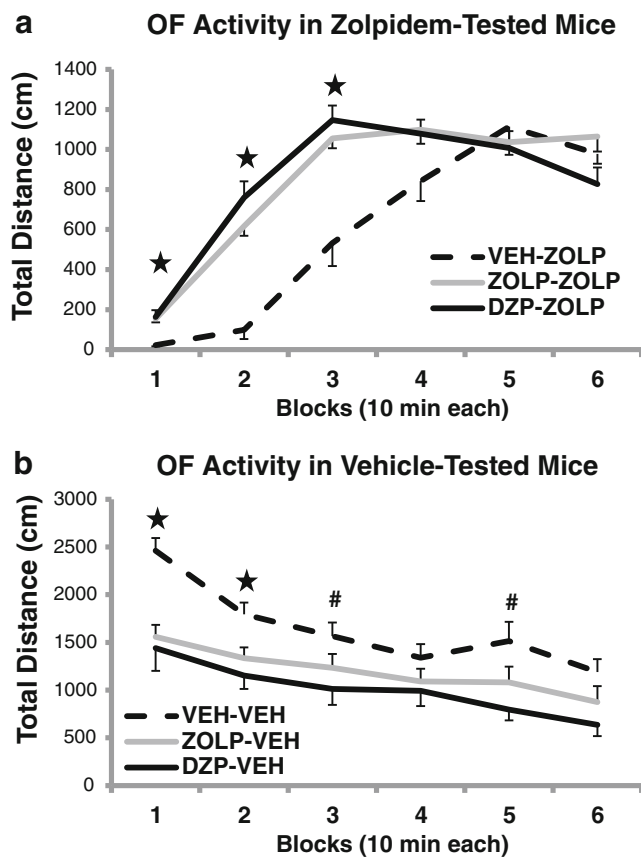 a
OF Activity in Zolpidem-Tested Mice
Total Distance (cm)
1400
1200
1000
800
600
400
200
0
VEH-ZOLP
ZOLP-ZOLP
DZP-ZOLP
1 2 3 4 5 6
Blocks (10 min each)
b
OF Activity in Vehicle-Tested Mice
Total Distance (cm)
3000
2500
2000
1500
1000
500
0
# #
VEH-VEH
ZOLP-VEH
DZP-VEH
1 2 3 4 5 6
Blocks (10 min each)